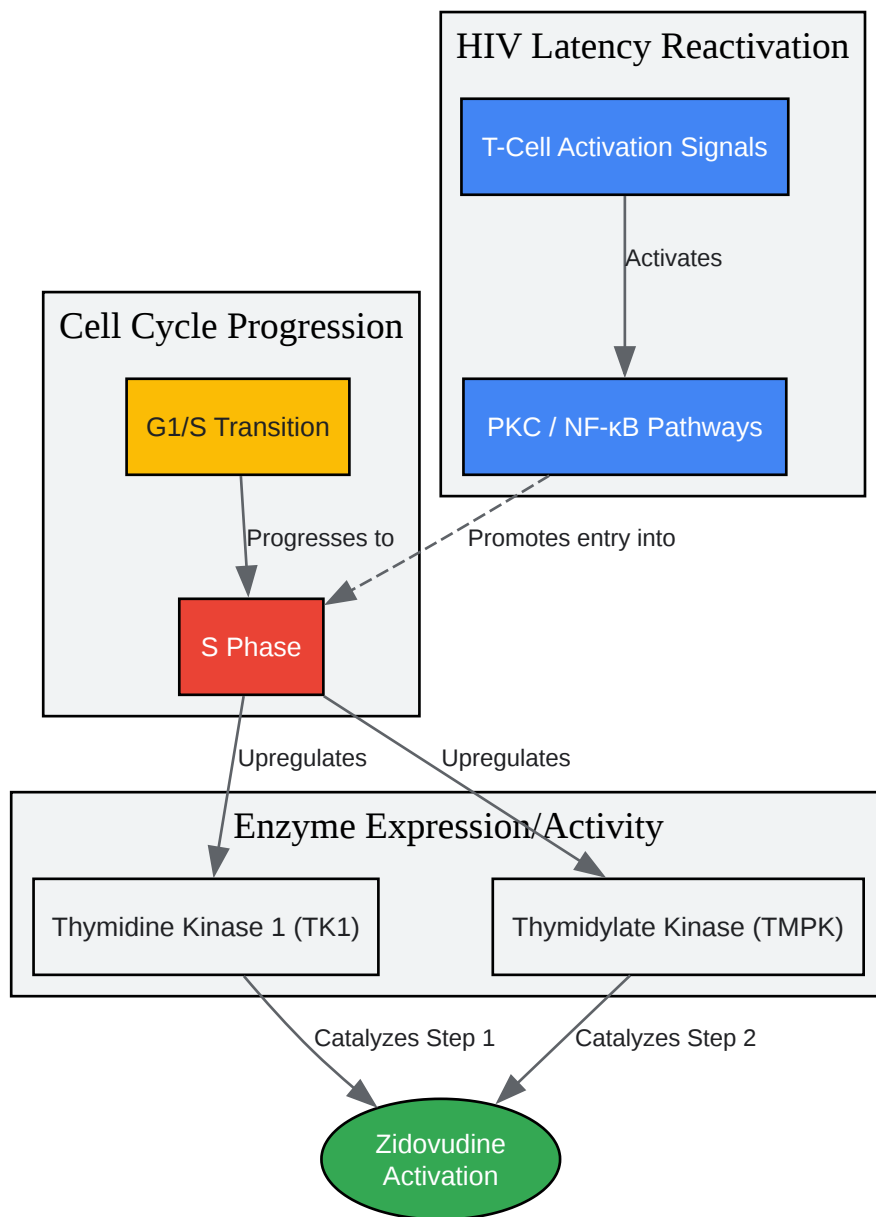 HIV Latency Reactivation
T-Cell Activation Signals
Activates
Cell Cycle Progression
G1/S Transition
PKC / NF-κB Pathways
Progresses to
Promotes entry into
S Phase
Upregulates
Upregulates
Enzyme Expression/Activity
Thymidine Kinase 1 (TK1)
Thymidylate Kinase (TMPK)
Catalyzes Step 1
Catalyzes Step 2
Zidovudine
Activation